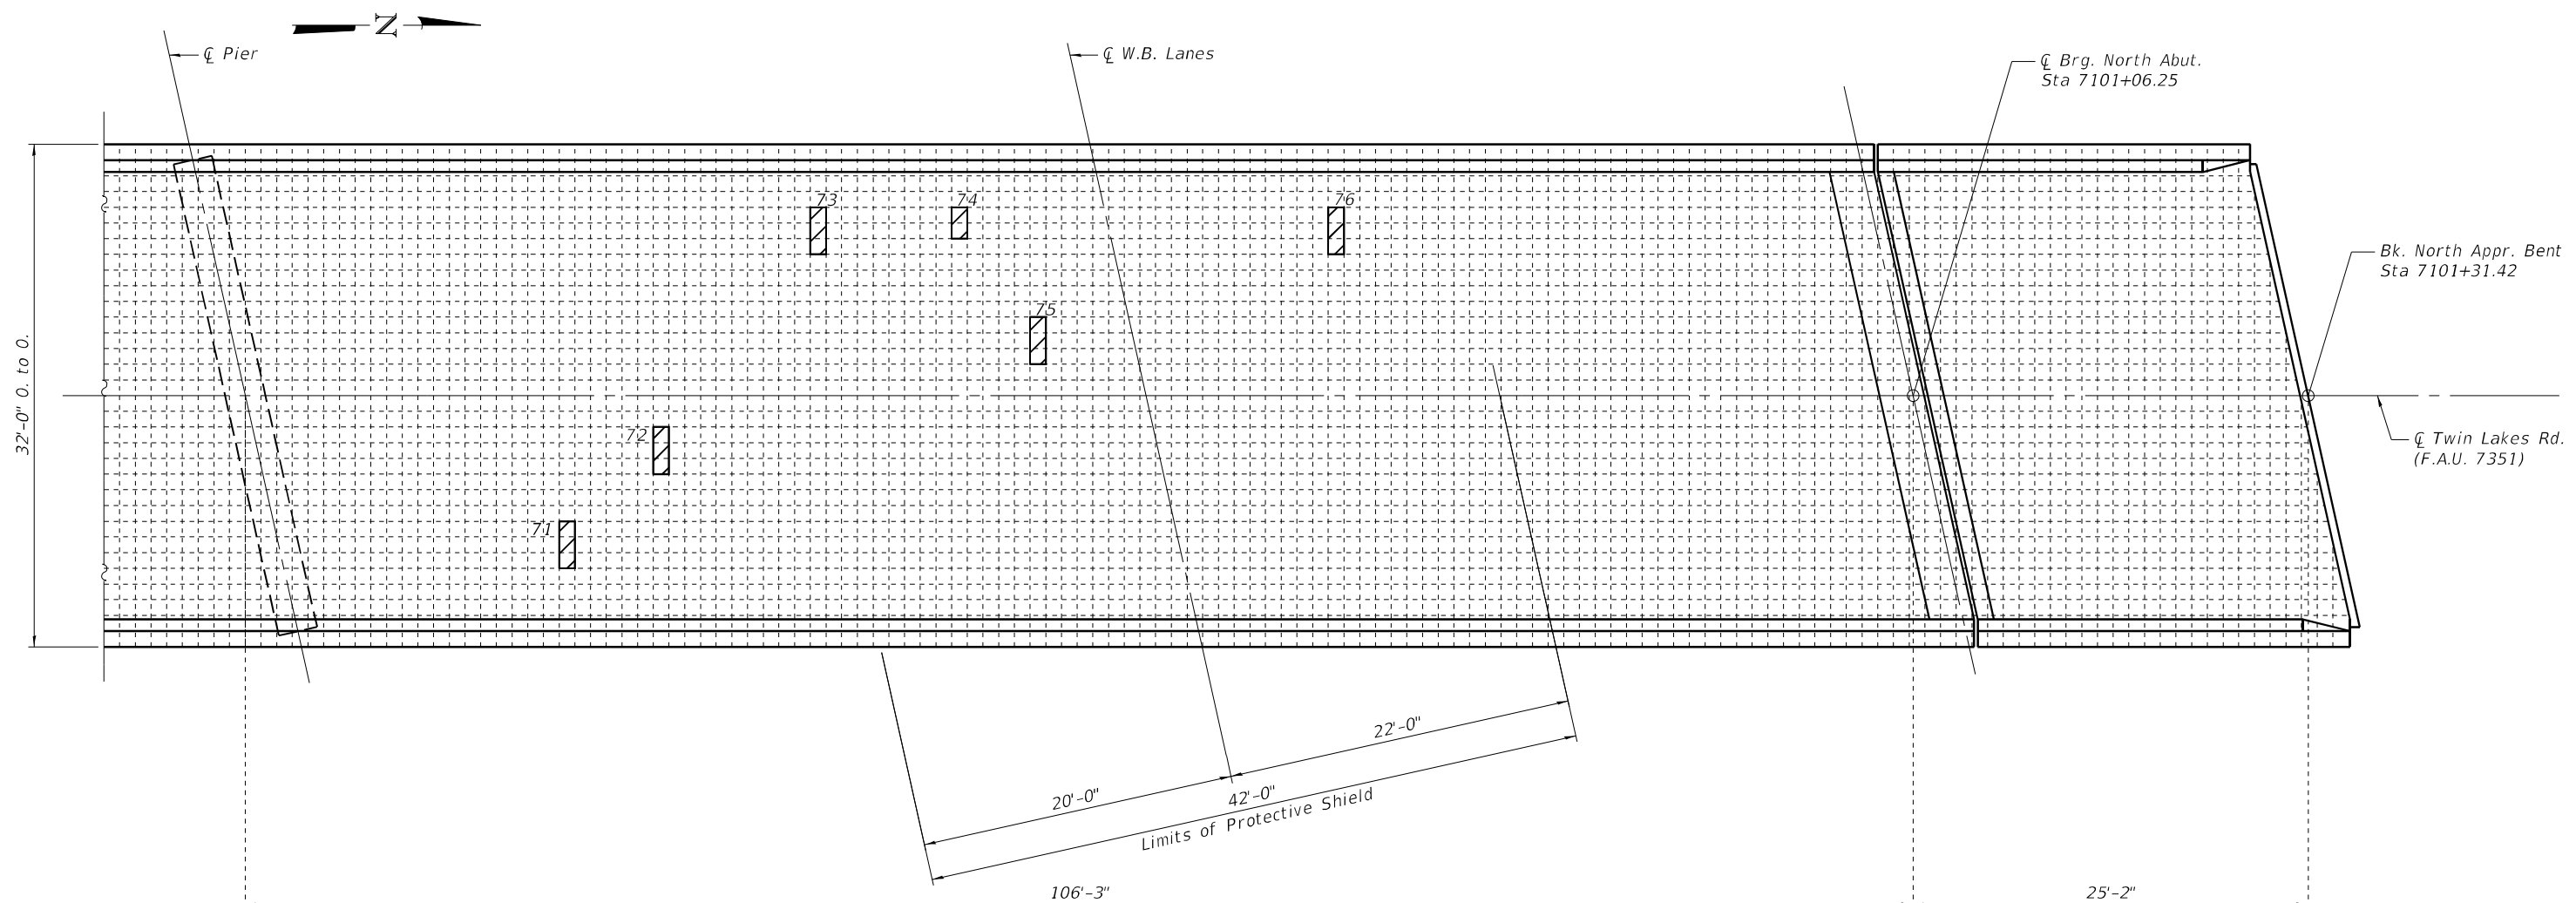 N
℄ Pier
℄ W.B. Lanes
℄ Brg. North Abut.
Sta 7101+06.25
73
74
76
Bk. North Appr. Bent
Sta 7101+31.42
75
32'-0" O. to O.
72
℄ Twin Lakes Rd.
(F.A.U. 7351)
71
22'-0"
20'-0"
42'-0"
Limits of Protective Shield
106'-3"
25'-2"